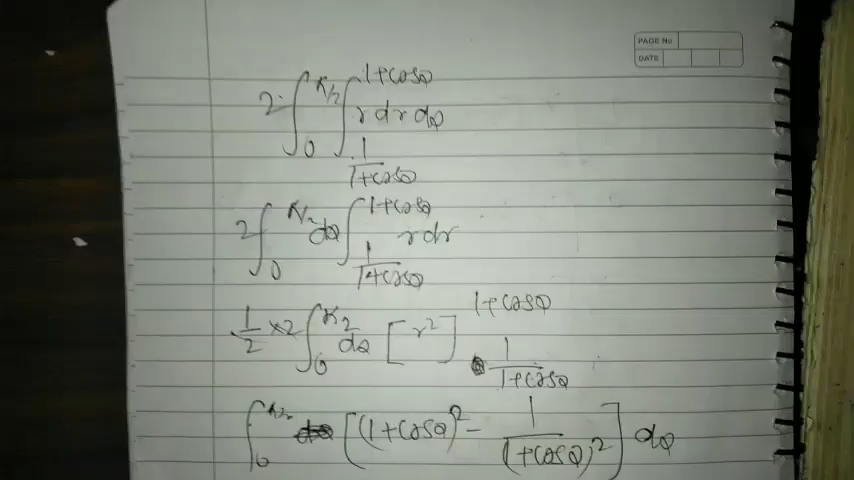 PAGE No
DATE
2·∫₀^{π/2} ∫_{1/(1+cosθ)}^{1+cosθ} r dr dθ
2∫₀^{π/2} dθ ∫_{1/(1+cosθ)}^{1+cosθ} r dr
1/2 × 2 ∫₀^{π/2} dθ [r²]_{1/(1+cosθ)}^{1+cosθ}
∫₀^{π/2} [(1+cosθ)² - 1/(1+cosθ)²] dθ